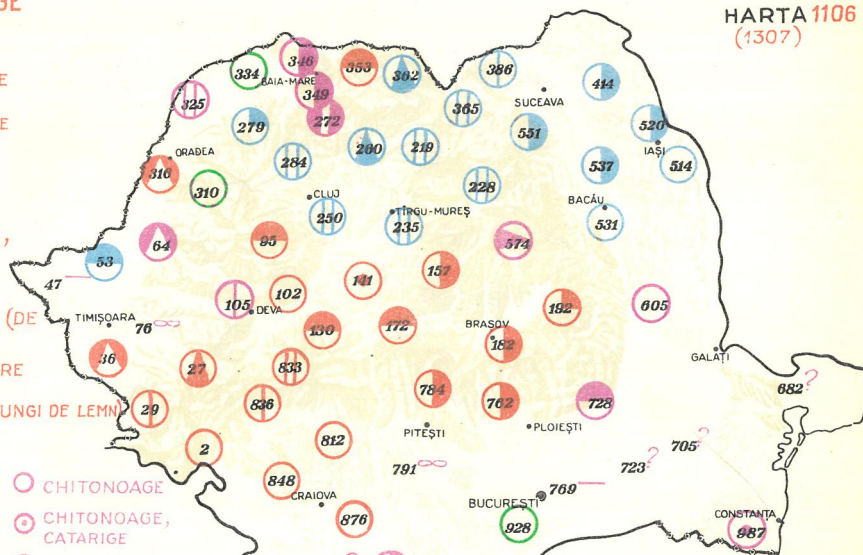 GE
HARTA 1106
(1307)
E
E
,
(DE
RE
UNGI DE LEMN)
CHITONOAGE
CHITONOAGE,
CATARIGE
334
346
353
362
386
414
BAIA-MARE
349
325
272
365
SUCEAVA
279
551
520
IAȘI
ORADEA
284
280
219
537
514
316
310
CLUJ
228
BACĂU
250
TÎRGU-MUREȘ
235
531
64
95
574
53
47
141
157
105
102
DEVA
192
605
TIMIȘOARA
76 ∞
130
172
BRAȘOV
182
GALAȚI
36
27
833
784
762
728
682 ?
29
836
PITEȘTI
PLOIEȘTI
2
812
791 ∞
723 ?
705 ?
848
CRAIOVA
876
BUCUREȘTI
769
928
CONSTANȚA
987